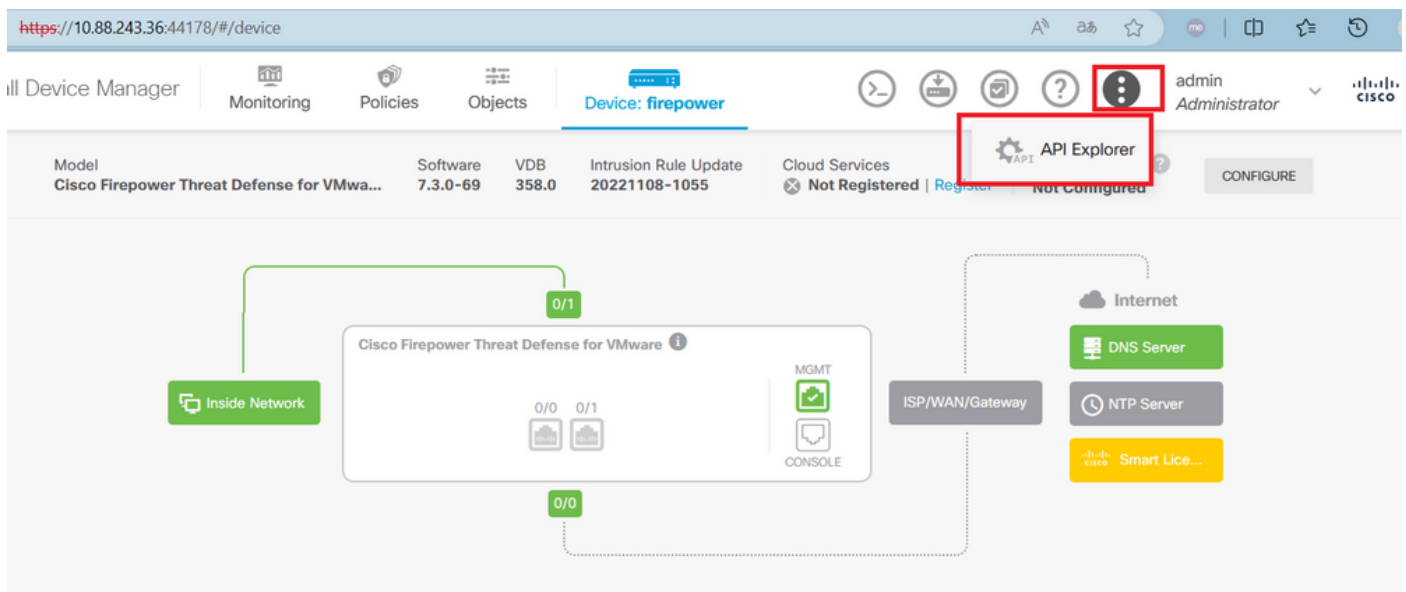 https://10.88.243.36:44178/#/device
ll Device Manager
Monitoring
Policies
Objects
Device: firepower
admin
Administrator
CISCO
API
API Explorer
Model
Cisco Firepower Threat Defense for VMwa...
Software
7.3.0-69
VDB
358.0
Intrusion Rule Update
20221108-1055
Cloud Services
Not Registered | Register
Not Configured
CONFIGURE
0/1
Internet
Cisco Firepower Threat Defense for VMware
DNS Server
MGMT
Inside Network
0/0 0/1
ISP/WAN/Gateway
NTP Server
CONSOLE
CISCO Smart Lice...
0/0